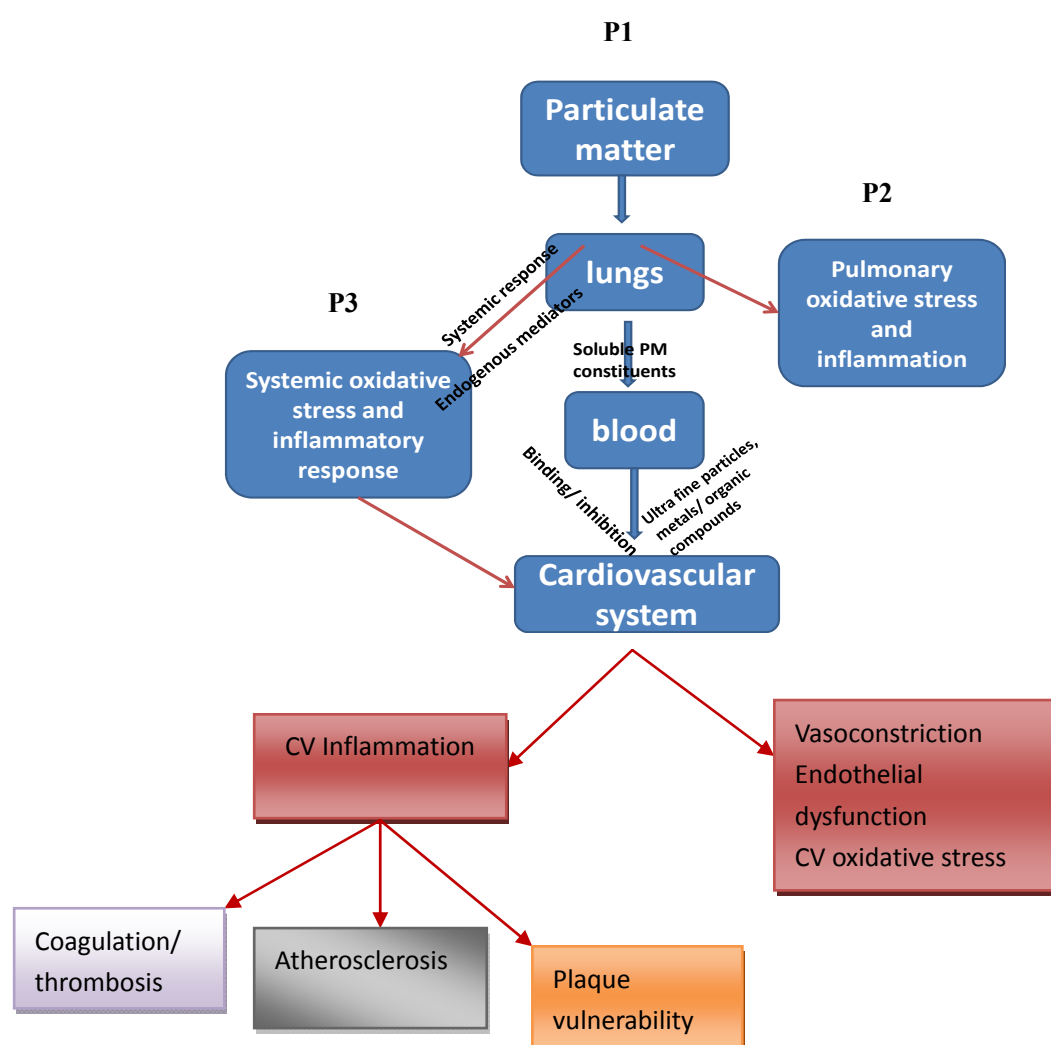 P1
Particulate
matter
P2
lungs
Pulmonary
oxidative stress
and
inflammation
Systemic response
Endogenous mediators
P3
Soluble PM
constituents
Systemic oxidative
stress and
inflammatory
response
blood
Binding/ inhibition
Ultra fine particles,
metals/ organic
compounds
Cardiovascular
system
CV Inflammation
Vasoconstriction
Endothelial
dysfunction
CV oxidative stress
Coagulation/
thrombosis
Atherosclerosis
Plaque
vulnerability